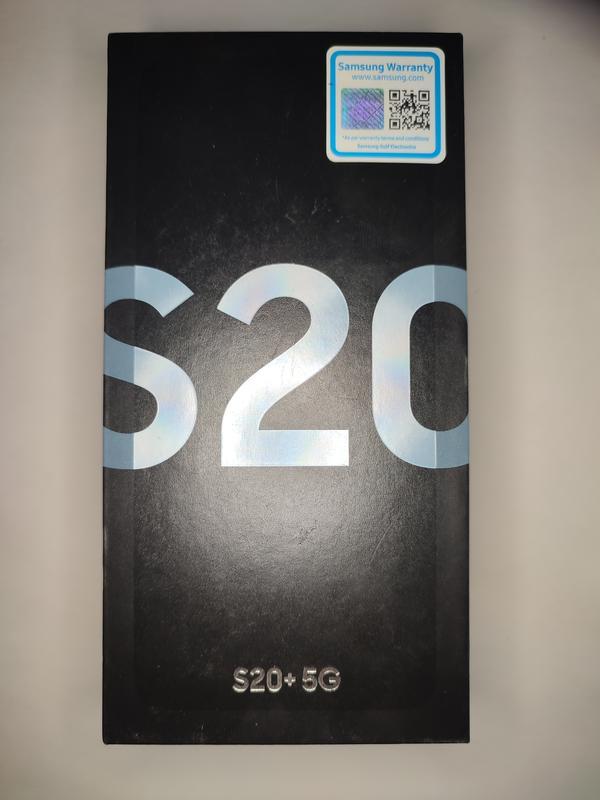 Samsung Warranty
www.samsung.com
*As per warranty terms and conditions
Samsung Gulf Electronics
S20
S20+ 5G